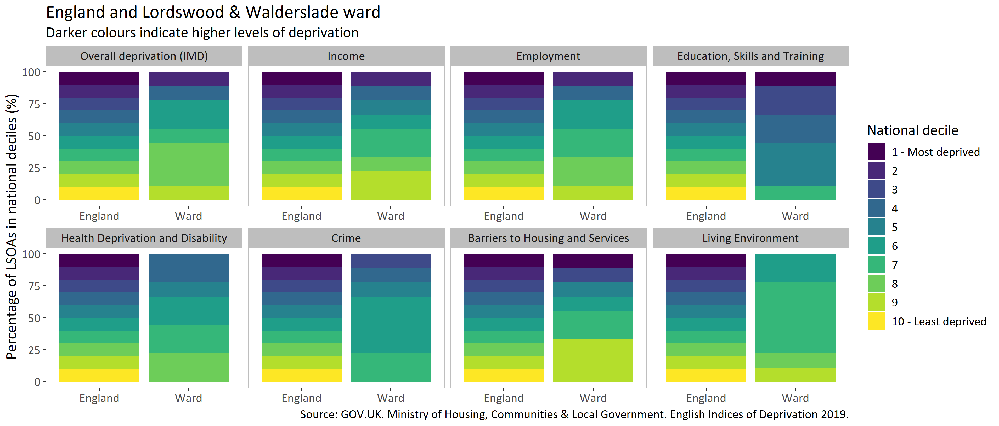 England and Lordswood & Walderslade ward
Darker colours indicate higher levels of deprivation
Percentage of LSOAs in national deciles (%)
Overall deprivation (IMD)
Income
Employment
Education, Skills and Training
100
75
50
25
0
England
Ward
England
Ward
England
Ward
England
Ward
Health Deprivation and Disability
Crime
Barriers to Housing and Services
Living Environment
100
75
50
25
0
England
Ward
England
Ward
England
Ward
England
Ward
National decile
1 - Most deprived
2
3
4
5
6
7
8
9
10 - Least deprived
Source: GOV.UK. Ministry of Housing, Communities & Local Government. English Indices of Deprivation 2019.